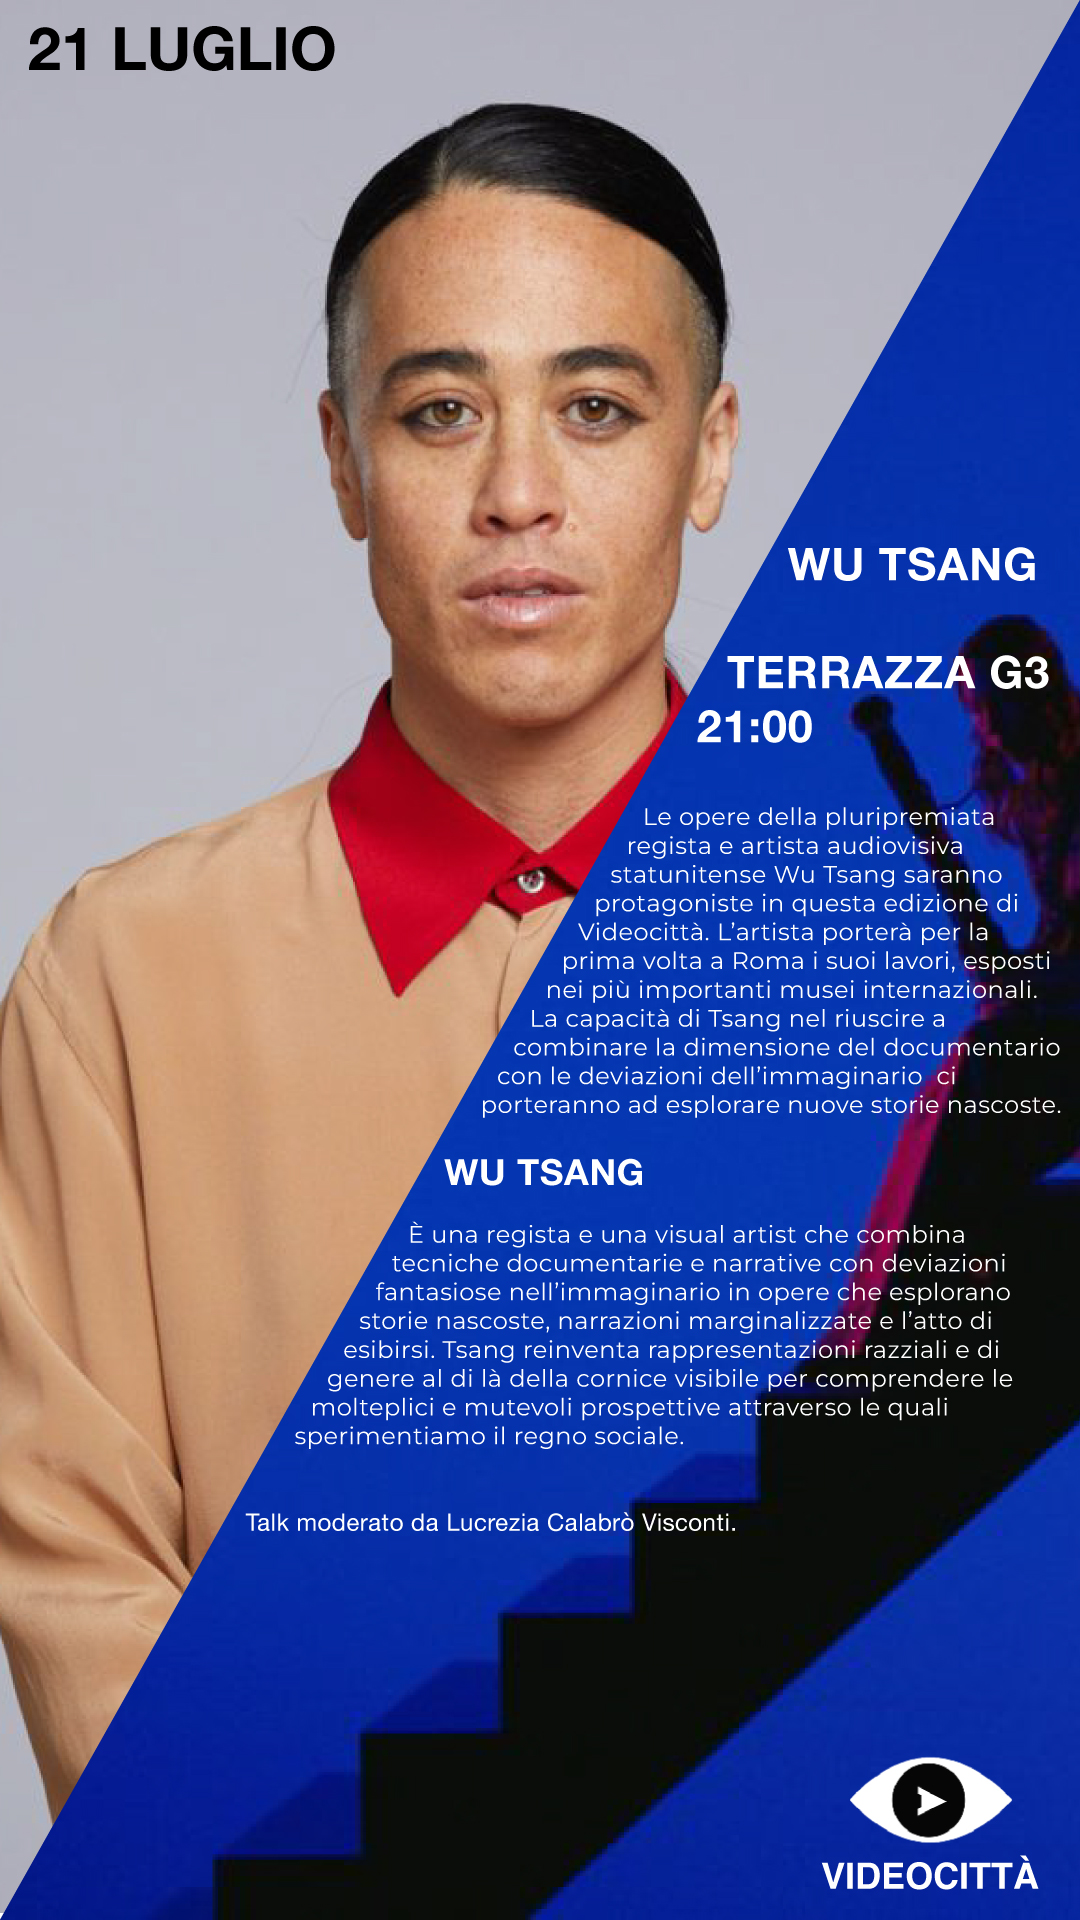 21 LUGLIO
WU TSANG
TERRAZZA G3
21:00
Le opere della pluripremiata
regista e artista audiovisiva
statunitense Wu Tsang saranno
protagoniste in questa edizione di
Videocittà. L’artista porterà per la
prima volta a Roma i suoi lavori, esposti
nei più importanti musei internazionali.
La capacità di Tsang nel riuscire a
combinare la dimensione del documentario
con le deviazioni dell’immaginario  ci
porteranno ad esplorare nuove storie nascoste.
WU TSANG
È una regista e una visual artist che combina
tecniche documentarie e narrative con deviazioni
fantasiose nell’immaginario in opere che esplorano
storie nascoste, narrazioni marginalizzate e l’atto di
esibirsi. Tsang reinventa rappresentazioni razziali e di
genere al di là della cornice visibile per comprendere le
molteplici e mutevoli prospettive attraverso le quali
sperimentiamo il regno sociale.
Talk moderato da Lucrezia Calabrò Visconti.
VIDEOCITTÀ